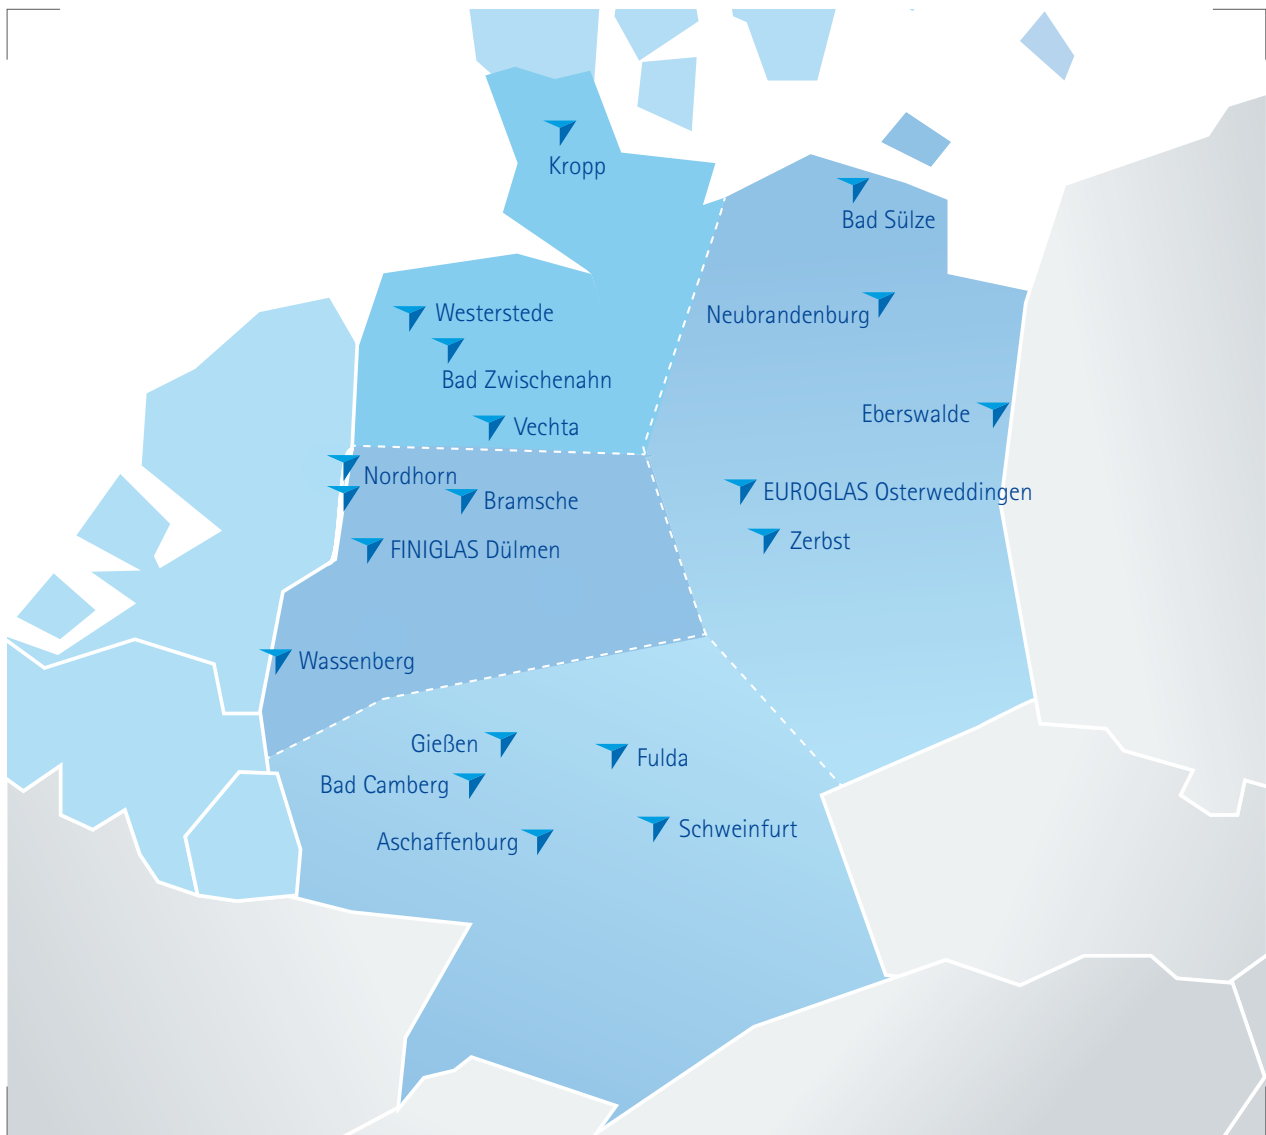 Kropp
Bad Sülze
Westerstede
Neubrandenburg
Bad Zwischenahn
Eberswalde
Vechta
Nordhorn
Bramsche
EUROGLAS Osterweddingen
FINIGLAS Dülmen
Zerbst
Wassenberg
Gießen
Fulda
Bad Camberg
Schweinfurt
Aschaffenburg